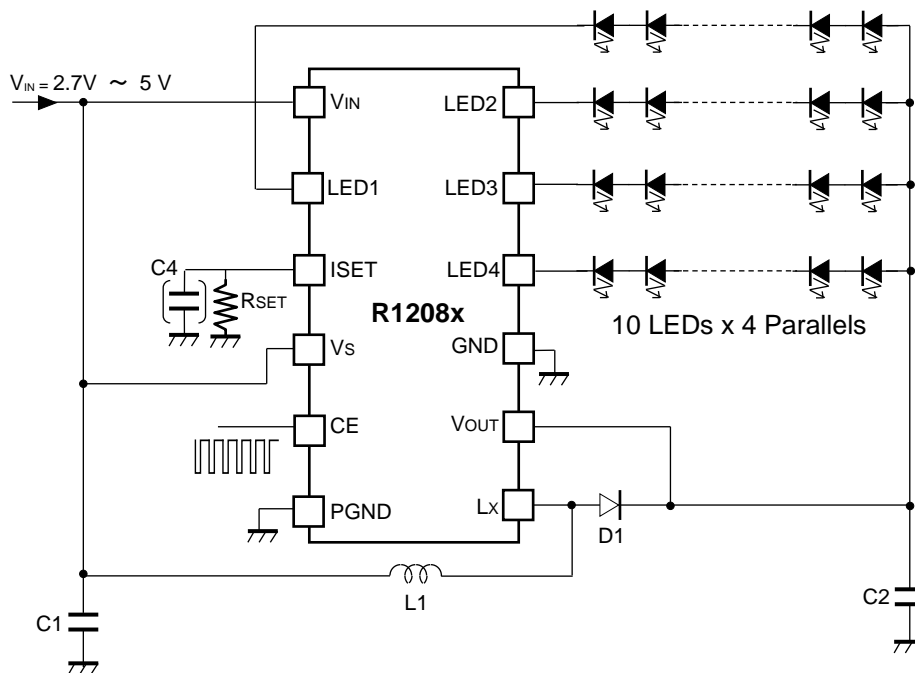 VIN = 2.7V ～ 5 V
VIN
LED2
LED1
LED3
C4
RSET
ISET
LED4
R1208x
10 LEDs x 4 Parallels
VS
GND
CE
VOUT
PGND
LX
D1
L1
C1
C2